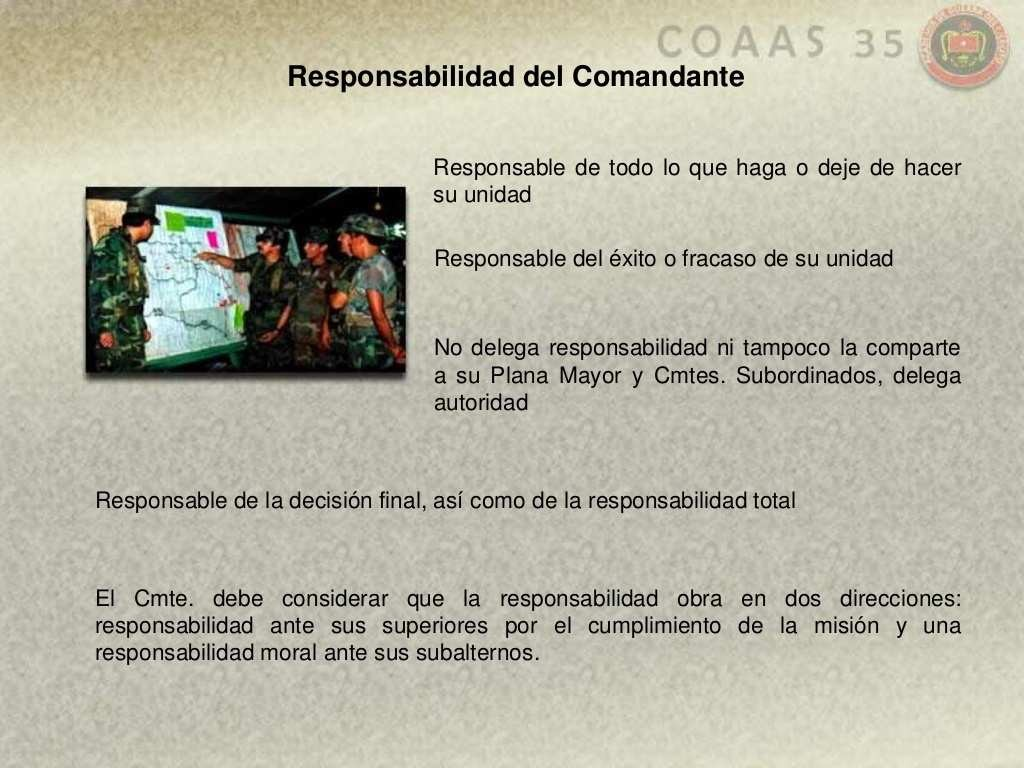 COAAS 35
Responsabilidad del Comandante
Responsable de todo lo que haga o deje de hacer
su unidad
Responsable del éxito o fracaso de su unidad
No delega responsabilidad ni tampoco la comparte
a su Plana Mayor y Cmtes. Subordinados, delega
autoridad
Responsable de la decisión final, así como de la responsabilidad total
El Cmte. debe considerar que la responsabilidad obra en dos direciones:
responsabilidad ante sus superiores por el cumplimiento de la misión y una
responsabilidad moral ante sus subalternos.